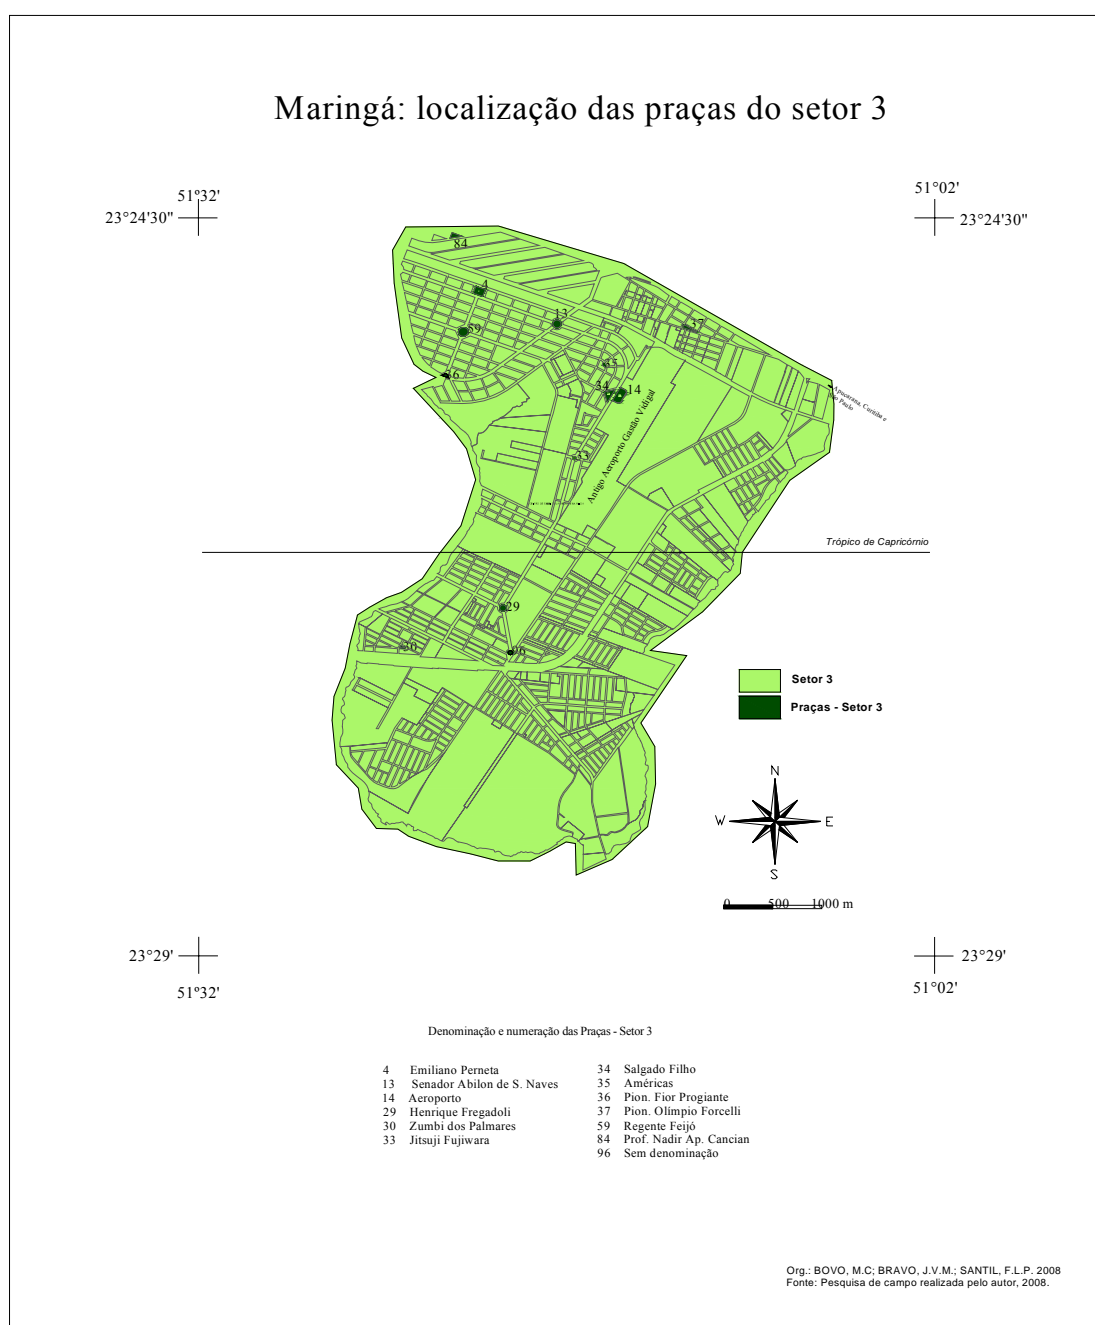 Maringá: localização das praças do setor 3
51º32'
51°02'
23°24'30"
23°24'30"
84
4
13
37
59
35
36
34
14
Apucarana, Curitiba e
São Paulo
Antigo Aeroporto Gastão Vidigal
33
Trópico de Capricórnio
29
30
96
Setor 3
Praças - Setor 3
N
W
E
S
0 500 1000 m
23°29'
23°29'
51º32'
51°02'
Denominação e numeração das Praças - Setor 3
4 Emiliano Perneta
13 Senador Abilon de S. Naves
14 Aeroporto
29 Henrique Fregadoli
30 Zumbi dos Palmares
33 Jitsuji Fujiwara
34 Salgado Filho
35 Américas
36 Pion. Fior Progiante
37 Pion. Olímpio Forcelli
59 Regente Feijó
84 Prof. Nadir Ap. Cancian
96 Sem denominação
Org.: BOVO, M.C; BRAVO, J.V.M.; SANTIL, F.L.P. 2008
Fonte: Pesquisa de campo realizada pelo autor, 2008.